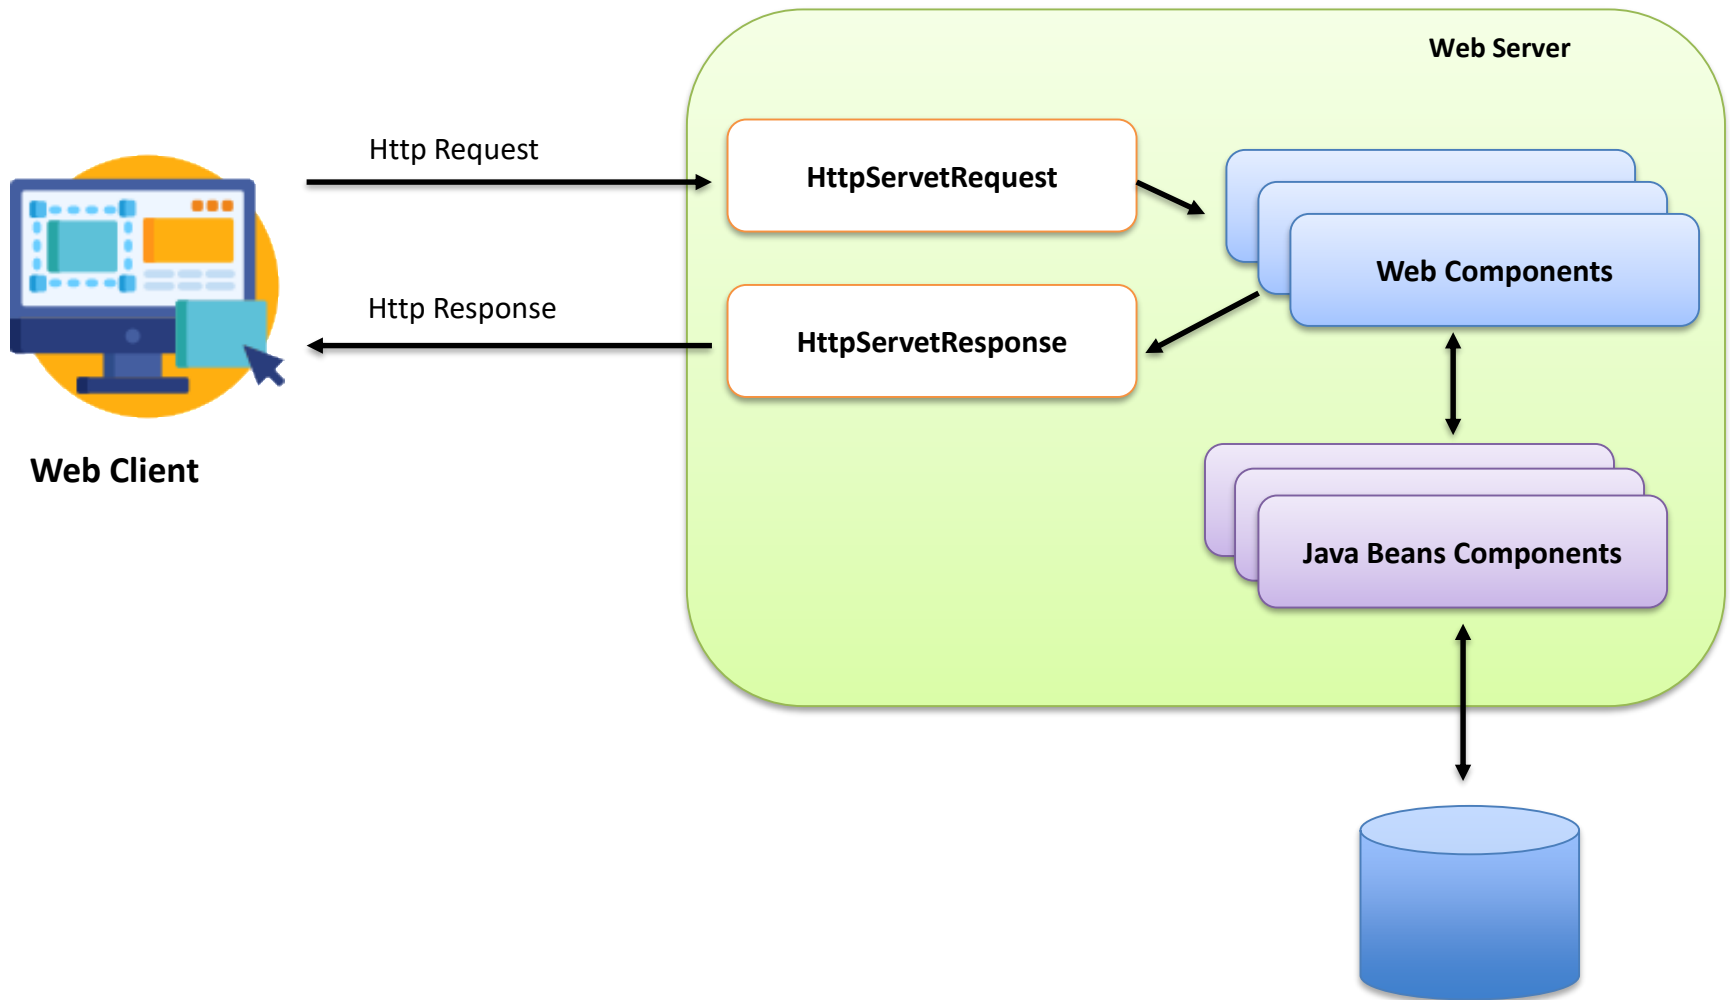 Web Server
Http Request
HttpServetRequest
Web Components
Http Response
HttpServetResponse
Web Client
Java Beans Components